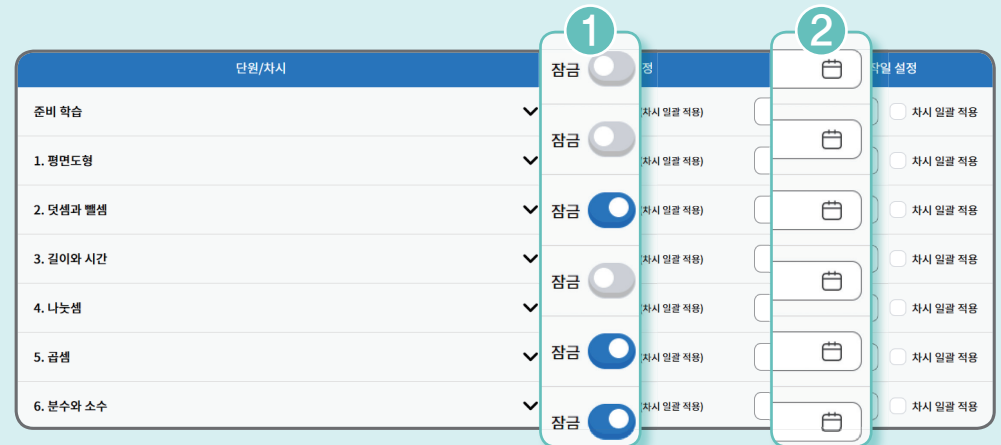 1 2
단원/차시 잠금 정 작일 설정
준비 학습 잠금 (차시 일괄 적용) 차시 일괄 적용
1. 평면도형 (차시 일괄 적용) 차시 일괄 적용
2. 덧셈과 뺄셈 잠금 (차시 일괄 적용) 차시 일괄 적용
3. 길이와 시간 잠금 (차시 일괄 적용) 차시 일괄 적용
4. 나눗셈 (차시 일괄 적용) 차시 일괄 적용
5. 곱셈 잠금 (차시 일괄 적용) 차시 일괄 적용
6. 분수와 소수 잠금 (차시 일괄 적용) 차시 일괄 적용